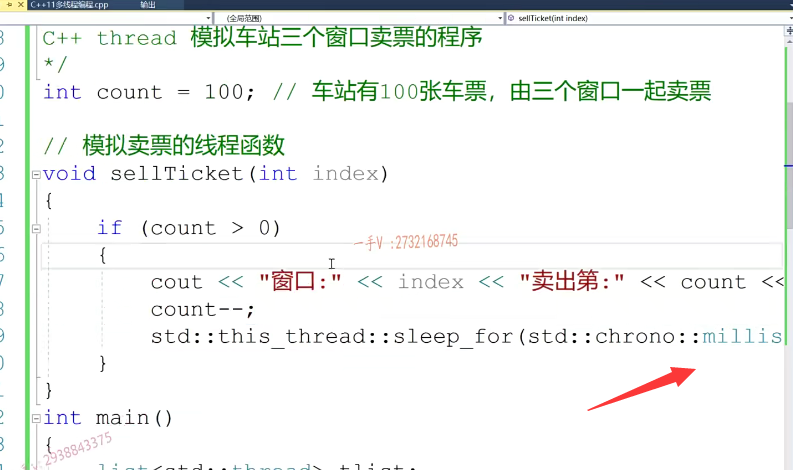 C++11多线程编程.cpp 输出
(全局范围) sellTicket(int index)
C++ thread 模拟车站三个窗口卖票的程序
*/
int count = 100; // 车站有100张车票，由三个窗口一起卖票
// 模拟卖票的线程函数
void sellTicket(int index)
{
if (count > 0)
一手V :2732168745
{
cout << "窗口:" << index << "卖出第:" << count <<
count--;
std::this_thread::sleep_for(std::chrono::millis
}
}
int main()
{
2938843375
list<std::thread> tlist;